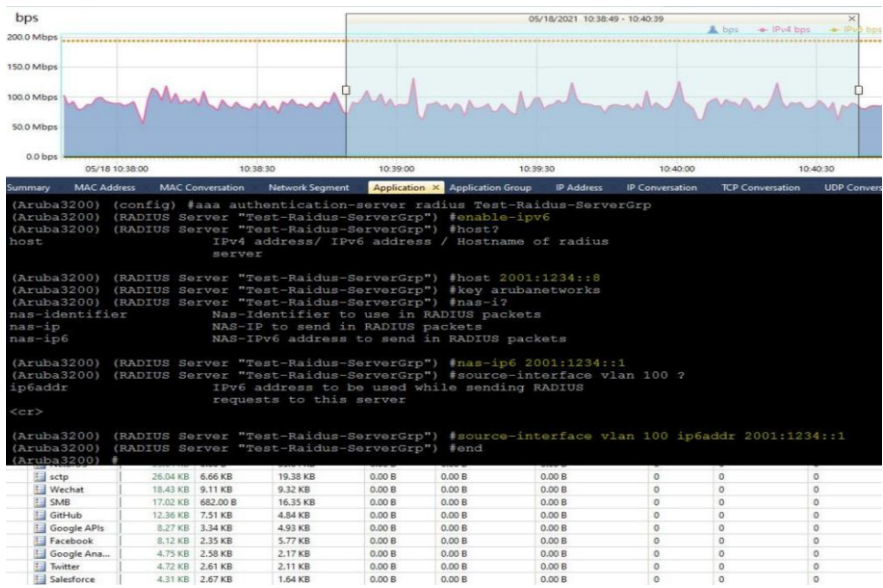 bps
05/18/2021 10:38:49 - 10:40:39
bps IPv4 bps IPv6 bps
200.0 Mbps
150.0 Mbps
100.0 Mbps
50.0 Mbps
0.0 bps
05/18 10:38:00 10:38:30 10:39:00 10:39:30 10:40:00 10:40:30
Summary MAC Address MAC Conversation Network Segment Application × Application Group IP Address IP Conversation TCP Conversation UDP Convers
(Aruba3200) (config) #aaa authentication-server radius Test-Raidus-ServerGrp
(Aruba3200) (RADIUS Server "Test-Raidus-ServerGrp") #enable-ipv6
(Aruba3200) (RADIUS Server "Test-Raidus-ServerGrp") #host?
host IPv4 address/ IPv6 address / Hostname of radius
server
(Aruba3200) (RADIUS Server "Test-Raidus-ServerGrp") #host 2001:1234::8
(Aruba3200) (RADIUS Server "Test-Raidus-ServerGrp") #key arubanetworks
(Aruba3200) (RADIUS Server "Test-Raidus-ServerGrp") #nas-i?
nas-identifier Nas-Identifier to use in RADIUS packets
nas-ip NAS-IP to send in RADIUS packets
nas-ip6 NAS-IPv6 address to send in RADIUS packets
(Aruba3200) (RADIUS Server "Test-Raidus-ServerGrp") #nas-ip6 2001:1234::1
(Aruba3200) (RADIUS Server "Test-Raidus-ServerGrp") #source-interface vlan 100 ?
ip6addr IPv6 address to be used while sending RADIUS
requests to this server
<cr>
(Aruba3200) (RADIUS Server "Test-Raidus-ServerGrp") #source-interface vlan 100 ip6addr 2001:1234::1
(Aruba3200) (RADIUS Server "Test-Raidus-ServerGrp") #end
(Aruba3200) #
sctp 26.04 KB 6.66 KB 19.38 KB 0.00 B 0.00 B 0.00 B 0 0 0
Wechat 18.43 KB 9.11 KB 9.32 KB 0.00 B 0.00 B 0.00 B 0 0 0
SMB 17.02 KB 682.00 B 16.35 KB 0.00 B 0.00 B 0.00 B 0 0 0
GitHub 12.36 KB 7.51 KB 4.84 KB 0.00 B 0.00 B 0.00 B 0 0 0
Google APIs 8.27 KB 3.34 KB 4.93 KB 0.00 B 0.00 B 0.00 B 0 0 0
Facebook 8.12 KB 2.35 KB 5.77 KB 0.00 B 0.00 B 0.00 B 0 0 0
Google Ana... 4.75 KB 2.58 KB 2.17 KB 0.00 B 0.00 B 0.00 B 0 0 0
Twitter 4.72 KB 2.61 KB 2.11 KB 0.00 B 0.00 B 0.00 B 0 0 0
Salesforce 4.31 KB 2.67 KB 1.64 KB 0.00 B 0.00 B 0.00 B 0 0 0